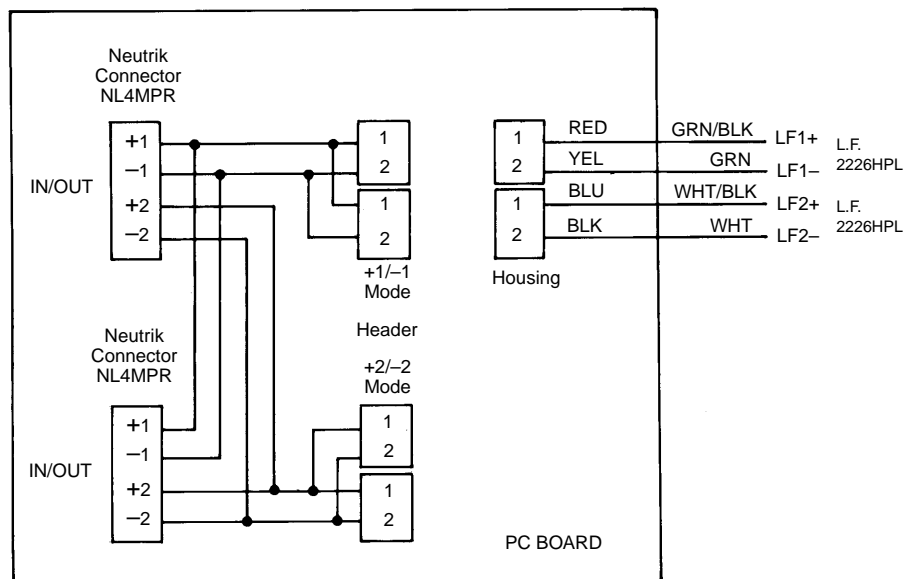 Neutrik
Connector
NL4MPR
IN/OUT
+1
–1
+2
–2
1
2
1
2
+1/–1
Mode
Header
+2/–2
Mode
1
2
1
2
Neutrik
Connector
NL4MPR
IN/OUT
+1
–1
+2
–2
1
2
1
2
Housing
RED
YEL
BLU
BLK
GRN/BLK
GRN
WHT/BLK
WHT
LF1+
LF1–
LF2+
LF2–
L.F.
2226HPL
L.F.
2226HPL
PC BOARD